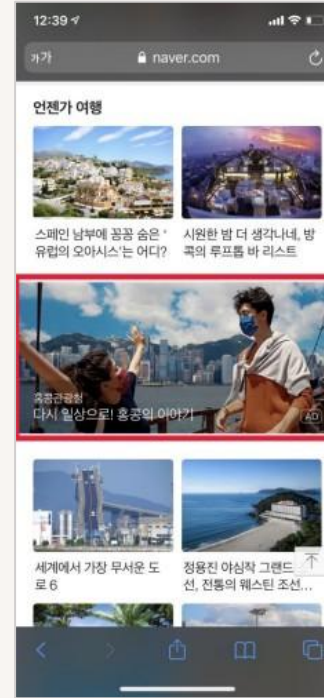 12:39
가가 naver.com
언젠가 여행
스페인 남부에 꽁꽁 숨은 '
유럽의 오아시스'는 어디?
시원한 밤 더 생각나네, 방
콕의 루프톱 바 리스트
홍콩관광청
다시 일상으로! 홍콩의 이야기
AD
세계에서 가장 무서운 도
로 6
정용진 야심작 그랜드
선, 전통의 웨스틴 조선...